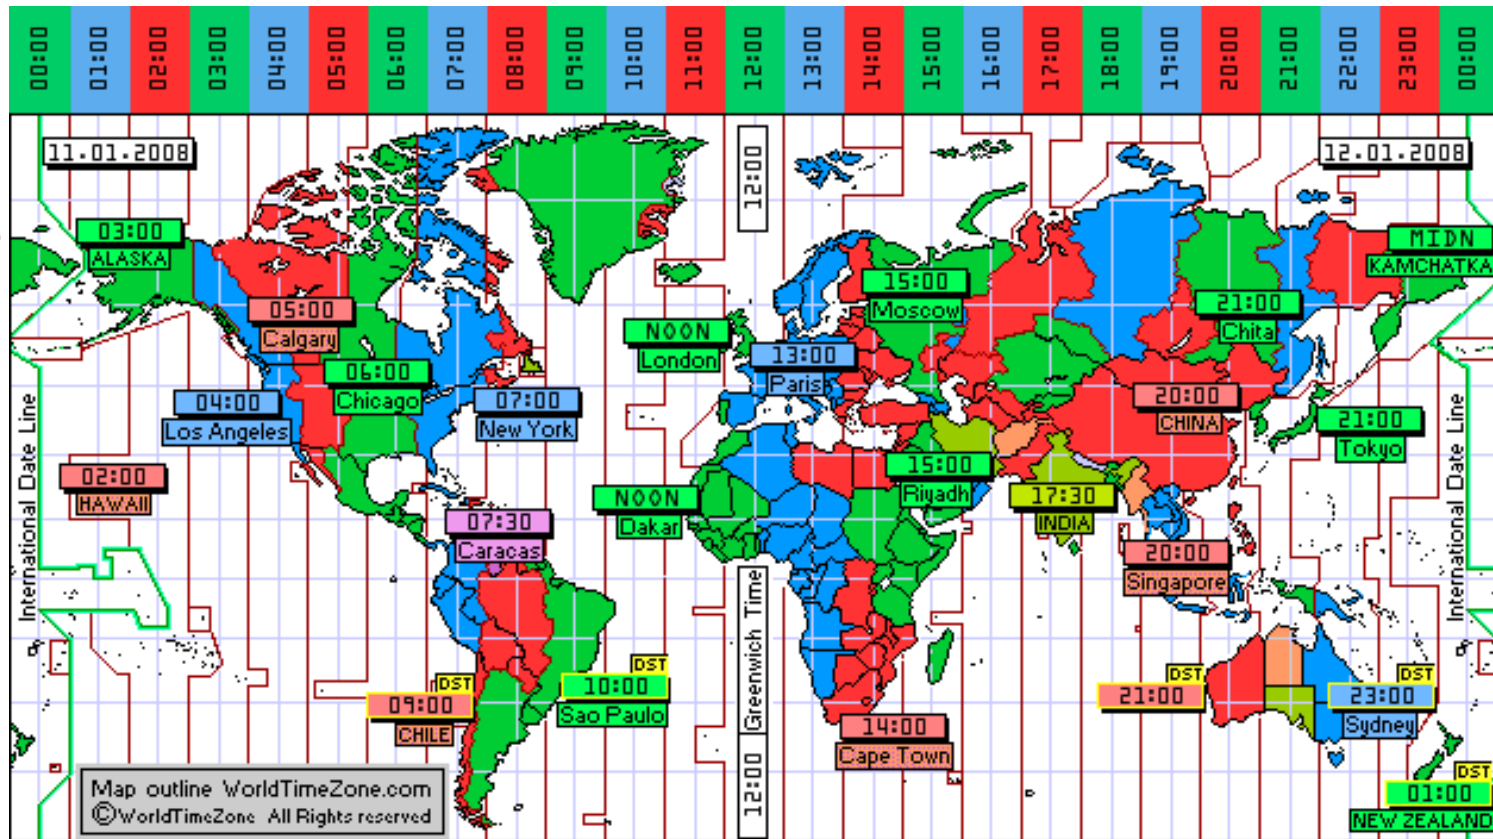 00:00 01:00 02:00 03:00 04:00 05:00 06:00 07:00 08:00 09:00 10:00 11:00 12:00 13:00 14:00 15:00 16:00 17:00 18:00 19:00 20:00 21:00 22:00 23:00 00:00
11.01.2008
12:00
12.01.2008
03:00
ALASKA
MIDN
KAMCHATKA
05:00
Calgary
15:00
Moscow
21:00
Chita
NOON
London
13:00
Paris
06:00
Chicago
04:00
Los Angeles
07:00
New York
20:00
CHINA
21:00
Tokyo
International Date Line
International Date Line
02:00
HAWAII
NOON
Dakar
15:00
Riyadh
17:30
INDIA
07:30
Caracas
20:00
Singapore
Greenwich Time
DST
10:00
Sao Paulo
DST
09:00
CHILE
14:00
Cape Town
DST
21:00
DST
23:00
Sydney
12:00
DST
01:00
NEW ZEALAND
Map outline WorldTimeZone.com
©WorldTimeZone All Rights reserved